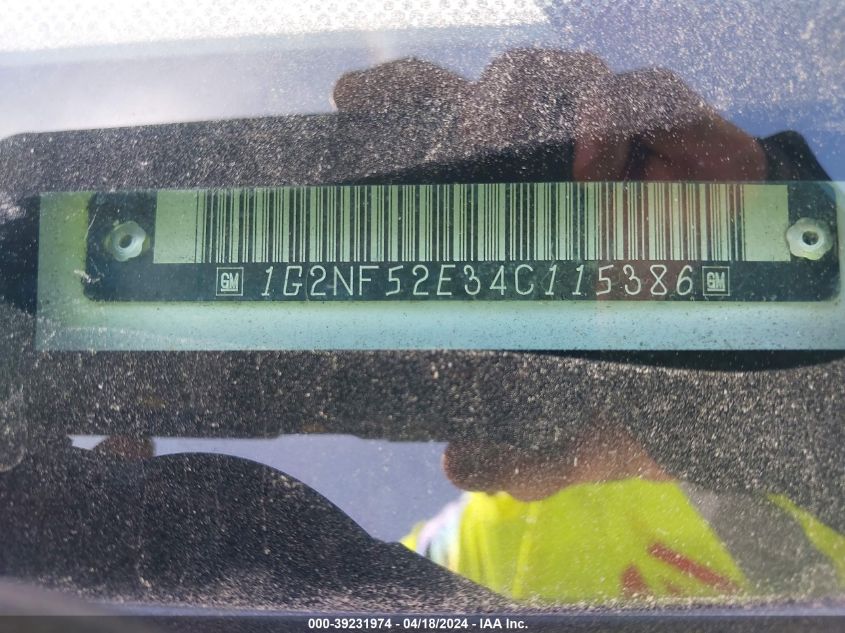 GM 1G2NF52E34C115386 GM
000-39231974 - 04/18/2024 - IAA Inc.